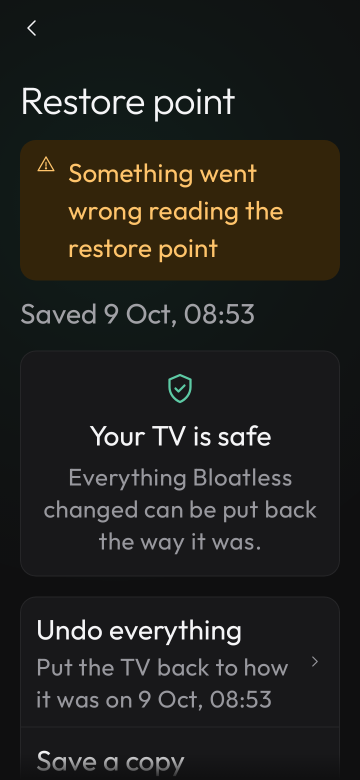 Restore point
Something went
wrong reading the
restore point
Saved 9 Oct, 08:53
Your TV is safe
Everything Bloatless
changed can be put back
the way it was.
Undo everything
Put the TV back to how
it was on 9 Oct, 08:53
Save a copy